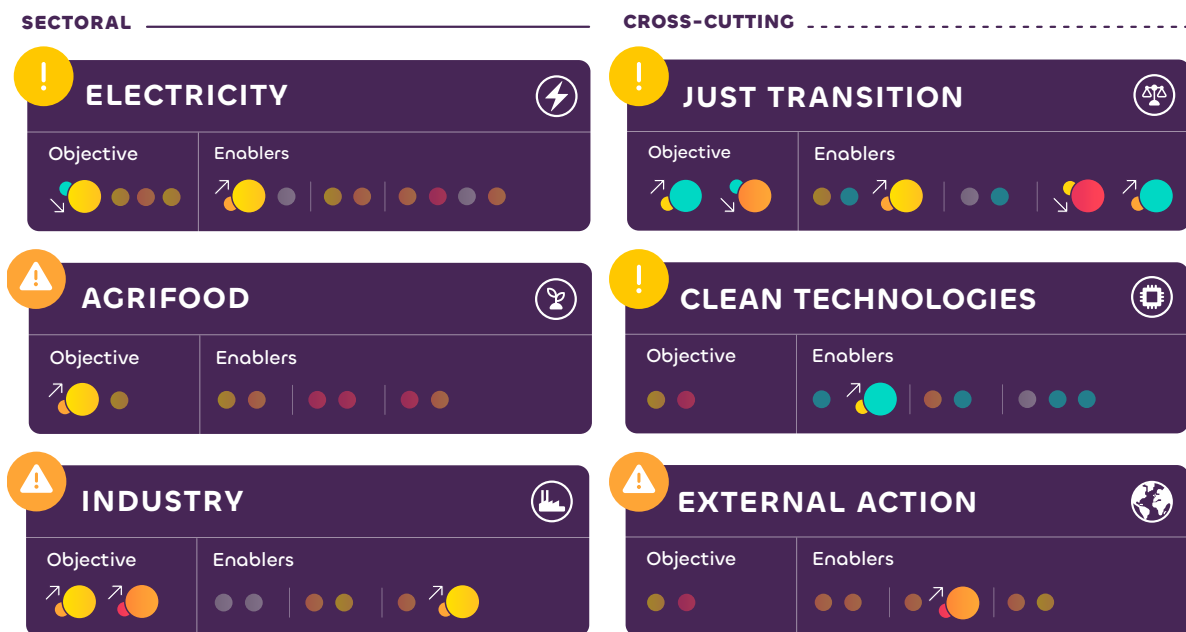 SECTORAL
ELECTRICITY
Objective
Enablers
AGRIFOOD
Objective
Enablers
INDUSTRY
Objective
Enablers
CROSS-CUTTING
JUST TRANSITION
Objective
Enablers
CLEAN TECHNOLOGIES
Objective
Enablers
EXTERNAL ACTION
Objective
Enablers